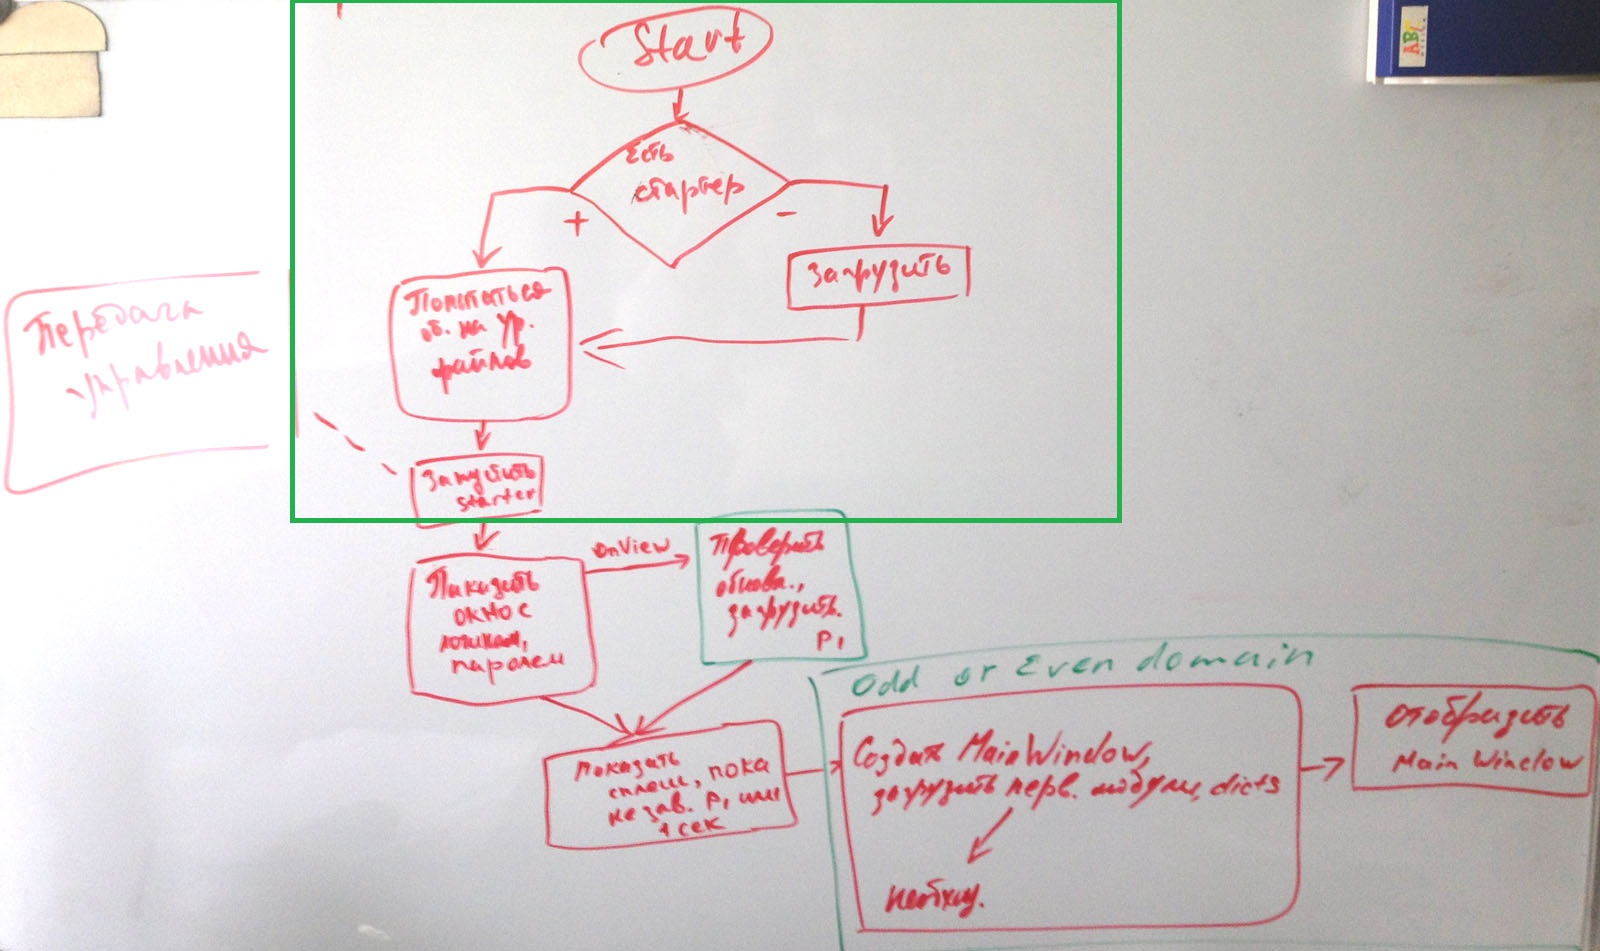 Start
Есть
стартер
+
-
Загрузить
Попытаться
об. на ур.
файлов
Передача
управления
Запустить
starter
OnView
Проверить
обновл.,
загрузить.
P1
Показать
окно с
логином,
паролем
Показать
сплеш, пока
не зав. P1 или
1 сек
Odd or Even domain
Создать MainWindow,
загрузить перв. модули, dicts
необход.
Отобразить
Main Window
ABC